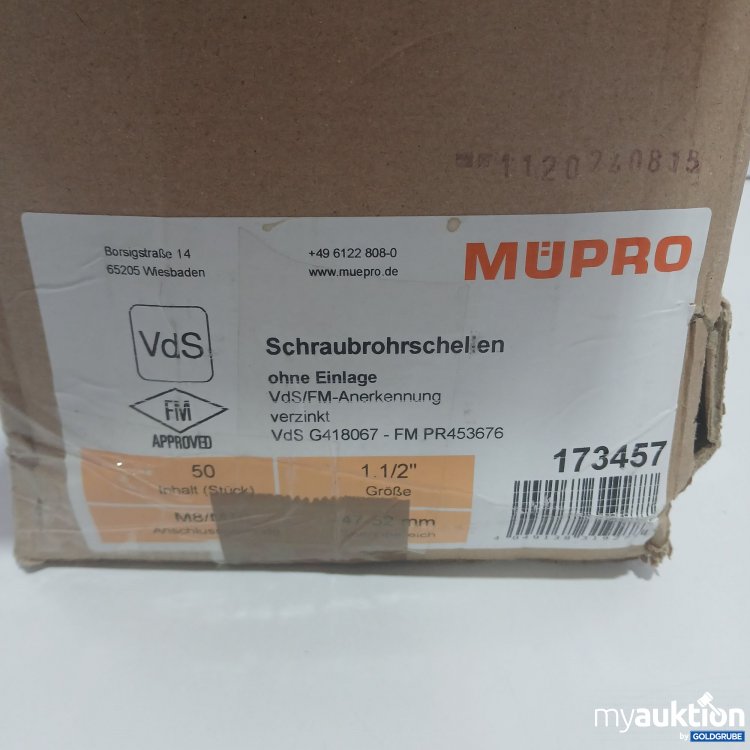 1120240815
Borsigstraße 14
65205 Wiesbaden
+49 6122 808-0
www.muepro.de
MÜPRO
VdS
FM
APPROVED
Schraubrohrschellen
ohne Einlage
VdS/FM-Anerkennung
verzinkt
VdS G418067 - FM PR453676
50
Inhalt (Stück)
1.1/2"
Größe
173457
47-52 mm
myauktion
by GOLDGRUBE